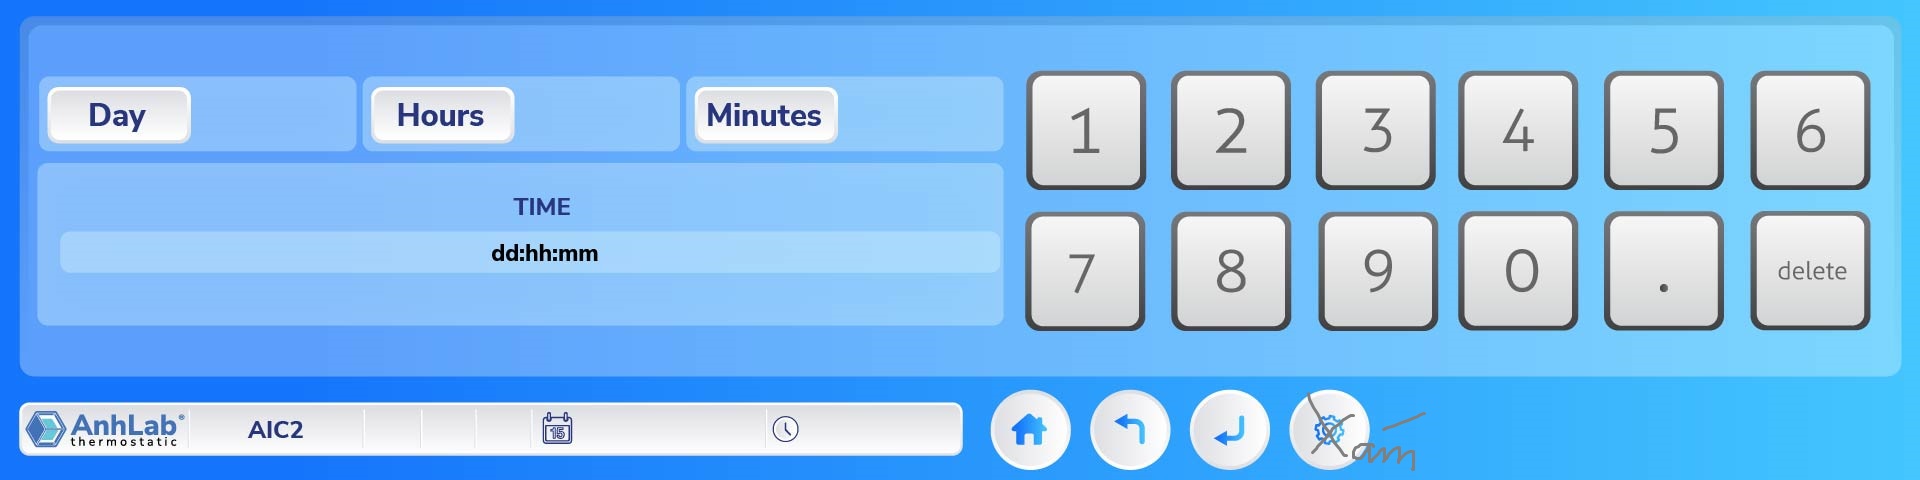 Day
Hours
Minutes
TIME
dd:hh:mm
1 2 3 4 5 6
7 8 9 0 . delete
AnhLab®
thermostatic
AIC2
15